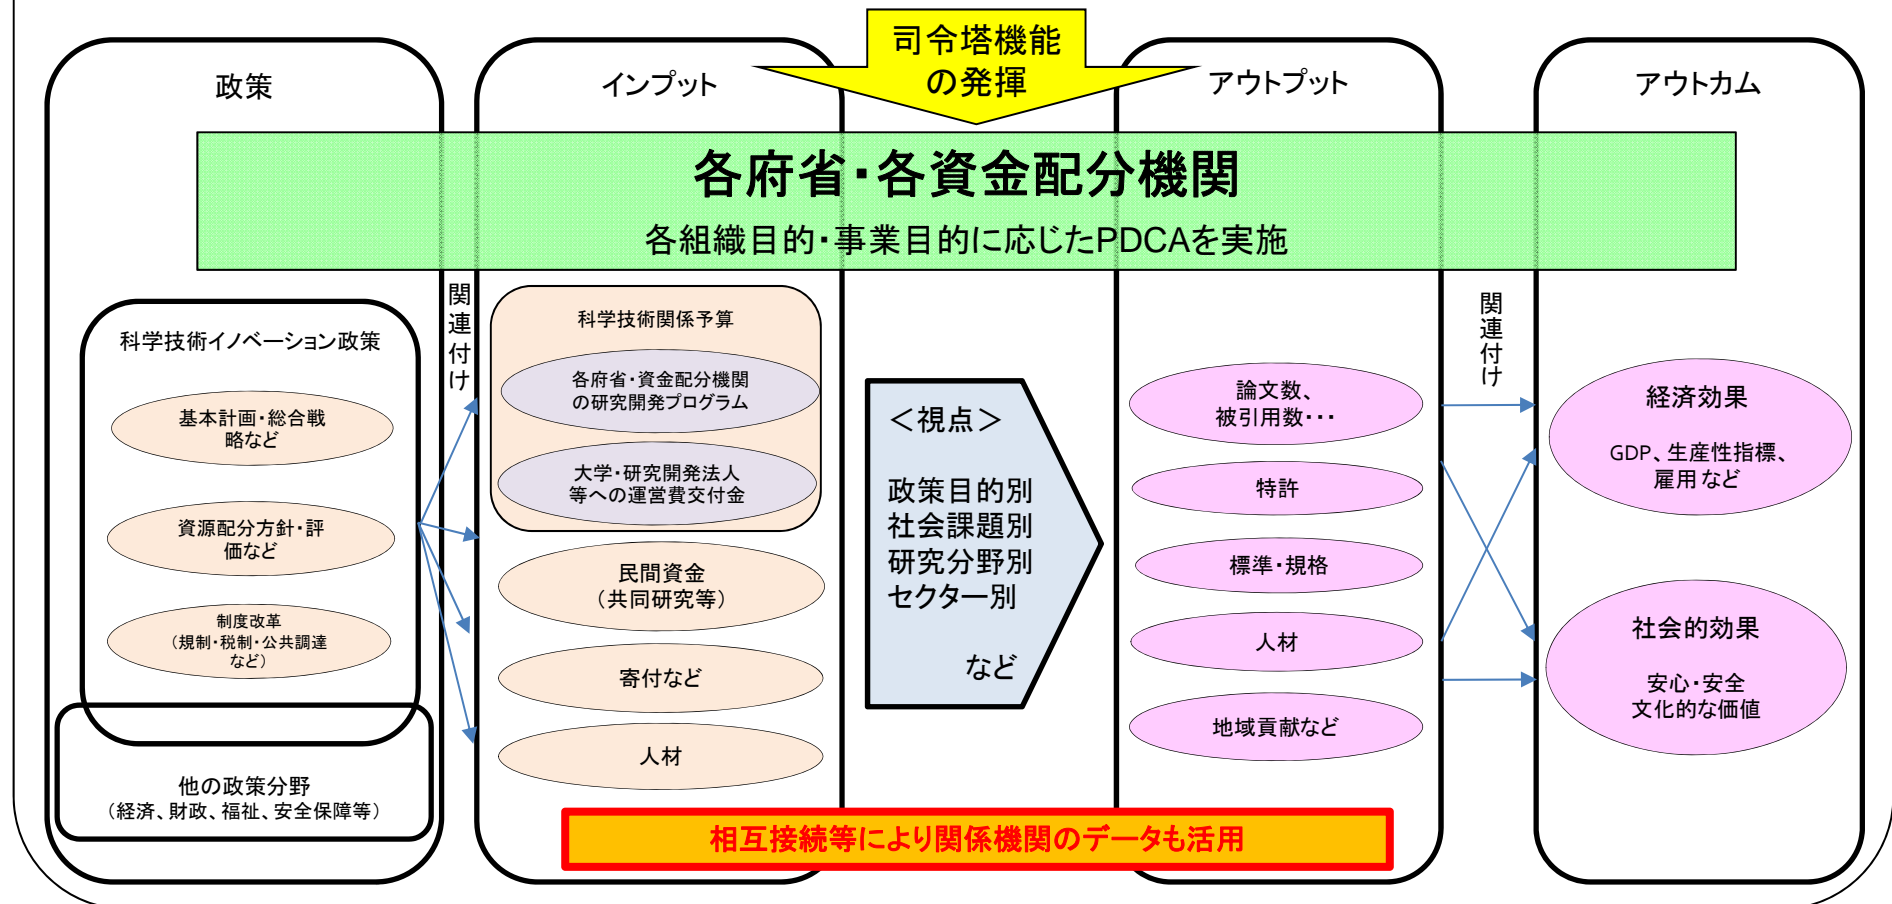 司令塔機能
の発揮
政策
インプット
アウトプット
アウトカム
各府省・各資金配分機関
各組織目的・事業目的に応じたPDCAを実施
科学技術イノベーション政策
基本計画・総合戦
略など
資源配分方針・評
価など
制度改革
（規制・税制・公共調達
など）
他の政策分野
（経済、財政、福祉、安全保障等）
関連付け
科学技術関係予算
各府省・資金配分機関
の研究開発プログラム
大学・研究開発法人
等への運営費交付金
民間資金
（共同研究等）
寄付など
人材
＜視点＞
政策目的別
社会課題別
研究分野別
セクター別
など
論文数、
被引用数・・・
特許
標準・規格
人材
地域貢献など
関連付け
経済効果
GDP、生産性指標、
雇用など
社会的効果
安心・安全
文化的な価値
相互接続等により関係機関のデータも活用